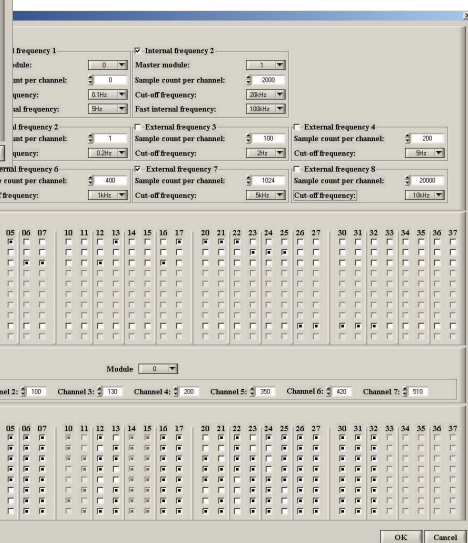 l frequency 1 Internal frequency 2
odule: 0 Master module: 1
unt per channel: 0 Sample count per channel: 2000
quency: 0.1Hz Cut-off frequency: 20kHz
nal frequency: 5Hz Fast internal frequency: 100kHz
al frequency 2 External frequency 3 External frequency 4
unt per channel: 1 Sample count per channel: 100 Sample count per channel: 200
quency: 0.2Hz Cut-off frequency: 2Hz Cut-off frequency: 5Hz
ernal frequency 6 External frequency 7 External frequency 8
e count per channel: 400 Sample count per channel: 1024 Sample count per channel: 20000
f frequency: 1kHz Cut-off frequency: 5kHz Cut-off frequency: 10kHz
05 06 07 10 11 12 13 14 15 16 17 20 21 22 23 24 25 26 27 30 31 32 33 34 35 36 37
Module 0
nel 2: 100 Channel 3: 130 Channel 4: 200 Channel 5: 350 Channel 6: 420 Channel 7: 510
05 06 07 10 11 12 13 14 15 16 17 20 21 22 23 24 25 26 27 30 31 32 33 34 35 36 37
OK Cancel